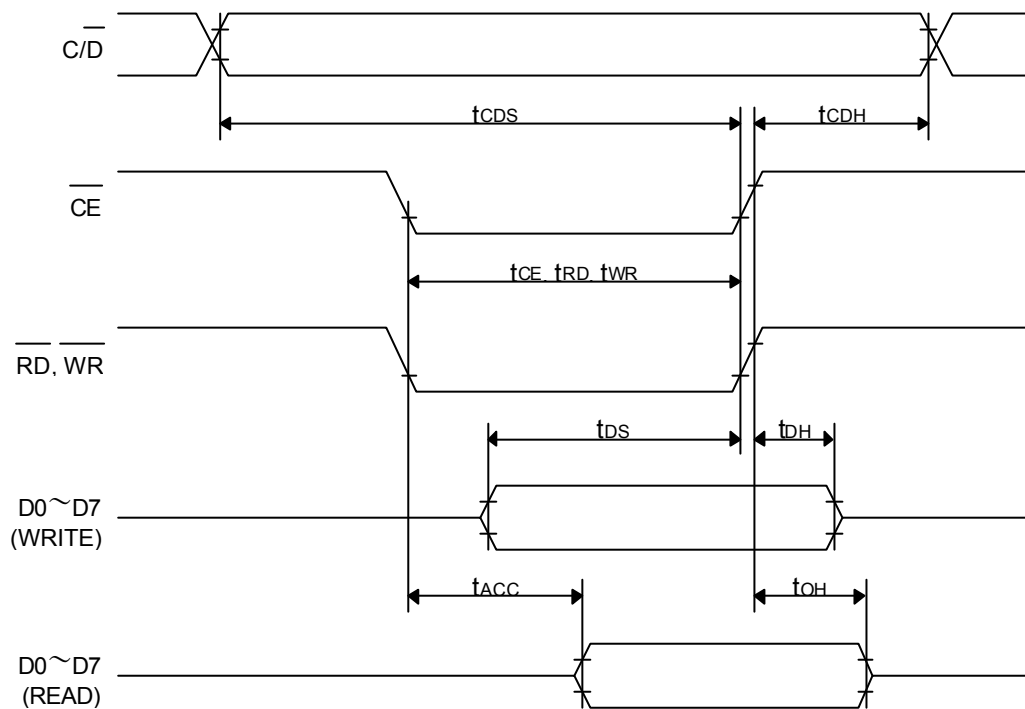 C/D
tCDS
tCDH
CE
tCE, tRD, tWR
RD, WR
tDS
tDH
D0～D7
(WRITE)
tACC
tOH
D0～D7
(READ)